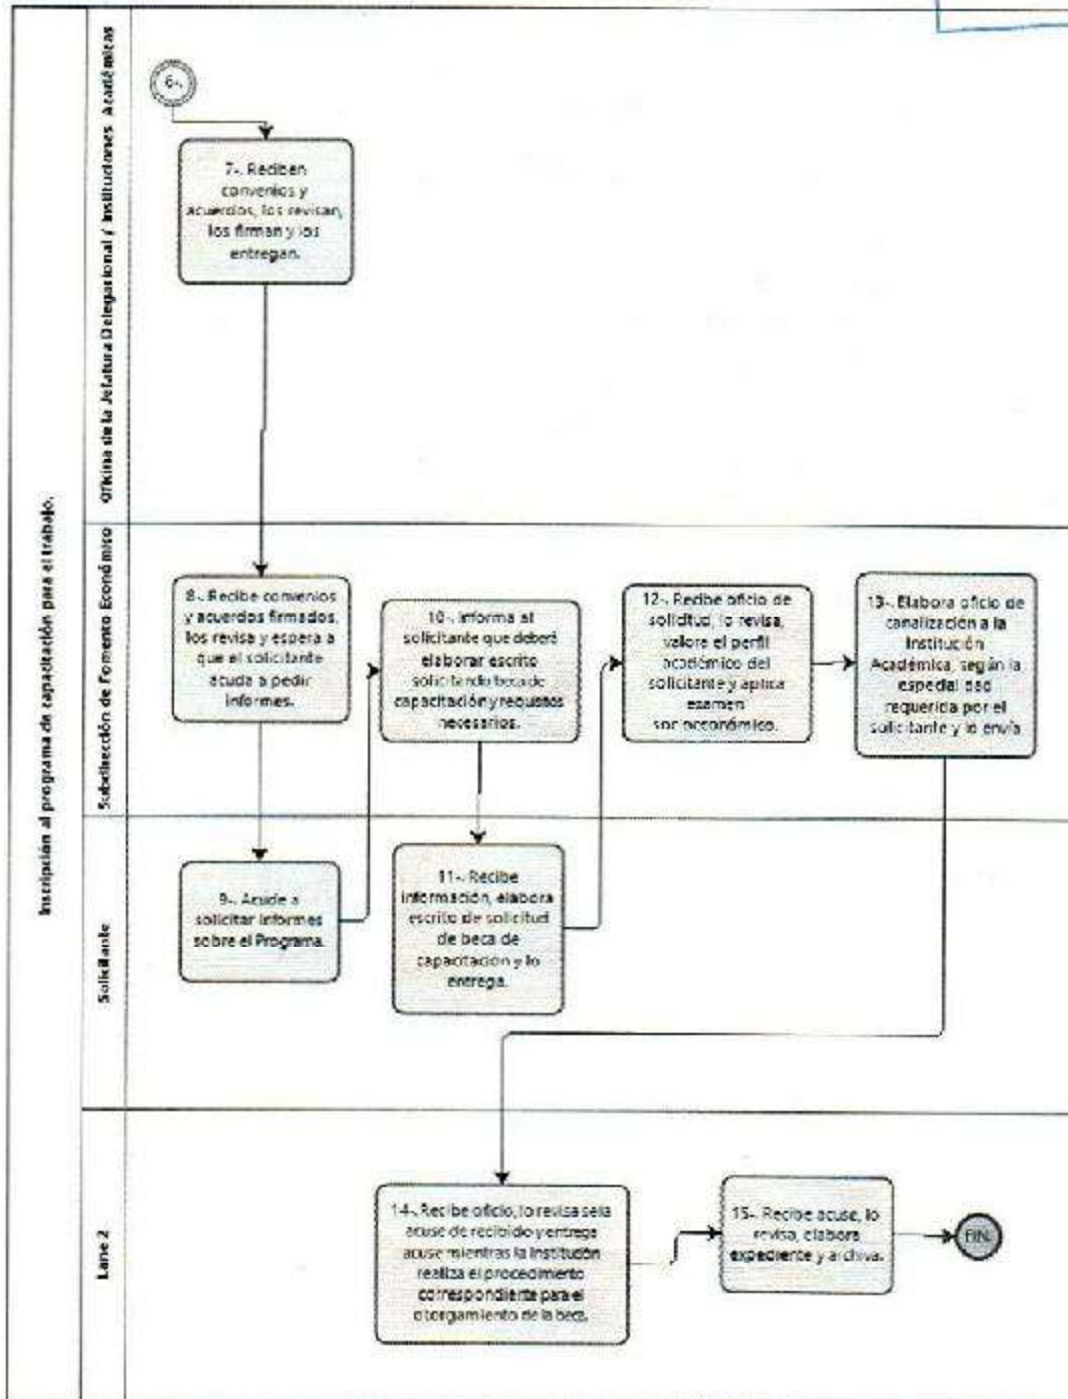 Inscripción al programa de capacitación para el trabajo.
Oficina de la Jefatura Delegacional / Instituciones Académicas
6-.
7-. Reciben
convenios y
acuerdos, los revisan,
los firman y los
entregan.
Subdirección de Fomento Económico
8-. Recibe convenios
y acuerdos firmados,
los revisa y espera a
que el solicitante
acuda a pedir
informes.
10-. Informa al
solicitante que deberá
elaborar escrito
solicitando beca de
capacitación y requisitos
necesarios.
12-. Recibe oficio de
solicitud, lo revisa,
valora el perfil
académico del
solicitante y aplica
examen
socioeconómico.
13-. Elabora oficio de
canalización a la
Institución
Académica, según la
especialidad
requerida por el
solicitante y lo envía
Solicitante
9-. Acude a
solicitar informes
sobre el Programa.
11-. Recibe
información, elabora
escrito de solicitud
de beca de
capacitación y lo
entrega.
Lane 2
14-. Recibe oficio, lo revisa sella
acuse de recibido y entrega
acuse mientras la Institución
realiza el procedimiento
correspondiente para el
otorgamiento de la beca.
15-. Recibe acuse, lo
revisa, elabora
expediente y archiva.
FIN.